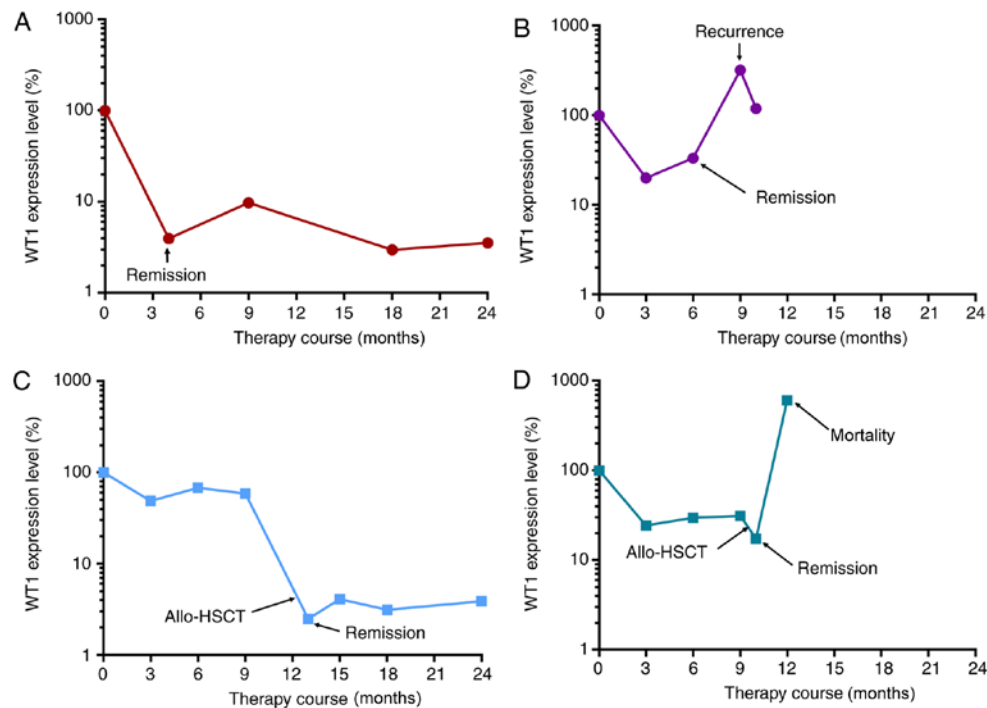 A
WT1 expression level (%)
1000
100
10
1
Remission
0 3 6 9 12 15 18 21 24
Therapy course (months)
B
WT1 expression level (%)
1000
100
10
1
Recurrence
Remission
0 3 6 9 12 15 18 21 24
Therapy course (months)
C
WT1 expression level (%)
1000
100
10
1
Allo-HSCT
Remission
0 3 6 9 12 15 18 21 24
Therapy course (months)
D
WT1 expression level (%)
1000
100
10
1
Mortality
Allo-HSCT
Remission
0 3 6 9 12 15 18 21 24
Therapy course (months)